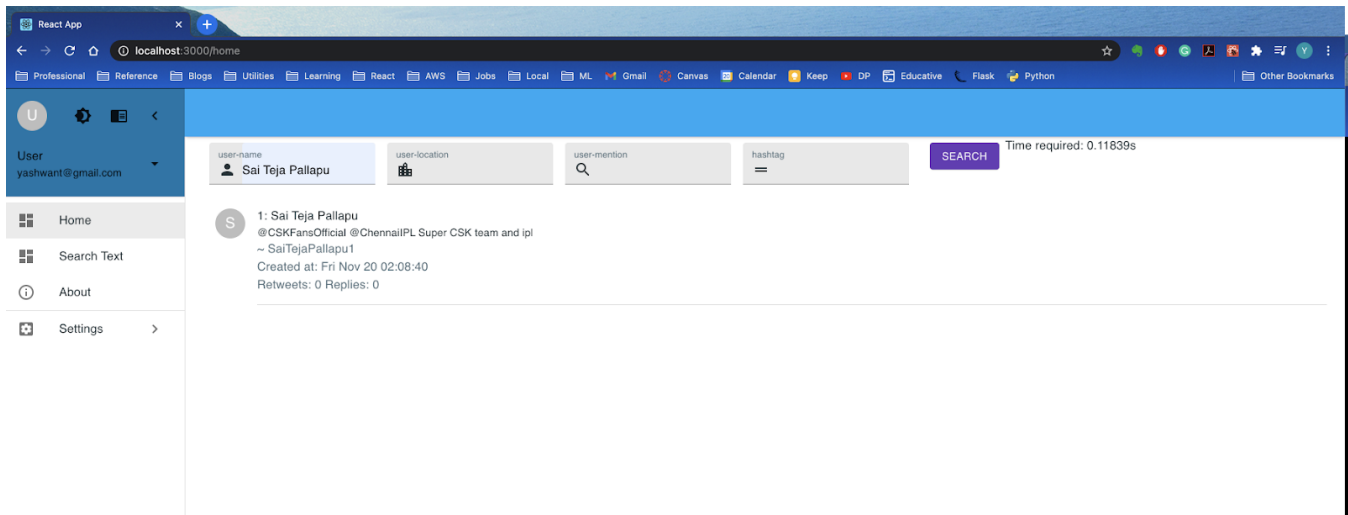 React App
localhost:3000/home
Professional Reference Blogs Utilities Learning React AWS Jobs Local ML Gmail Canvas Calendar Keep DP Educative Flask Python Other Bookmarks
U
User
yashwant@gmail.com
Home
Search Text
About
Settings
user-name
Sai Teja Pallapu
user-location
user-mention
hashtag
SEARCH
Time required: 0.11839s
S
1: Sai Teja Pallapu
@CSKFansOfficial @ChennaiIPL Super CSK team and ipl
~ SaiTejaPallapu1
Created at: Fri Nov 20 02:08:40
Retweets: 0 Replies: 0